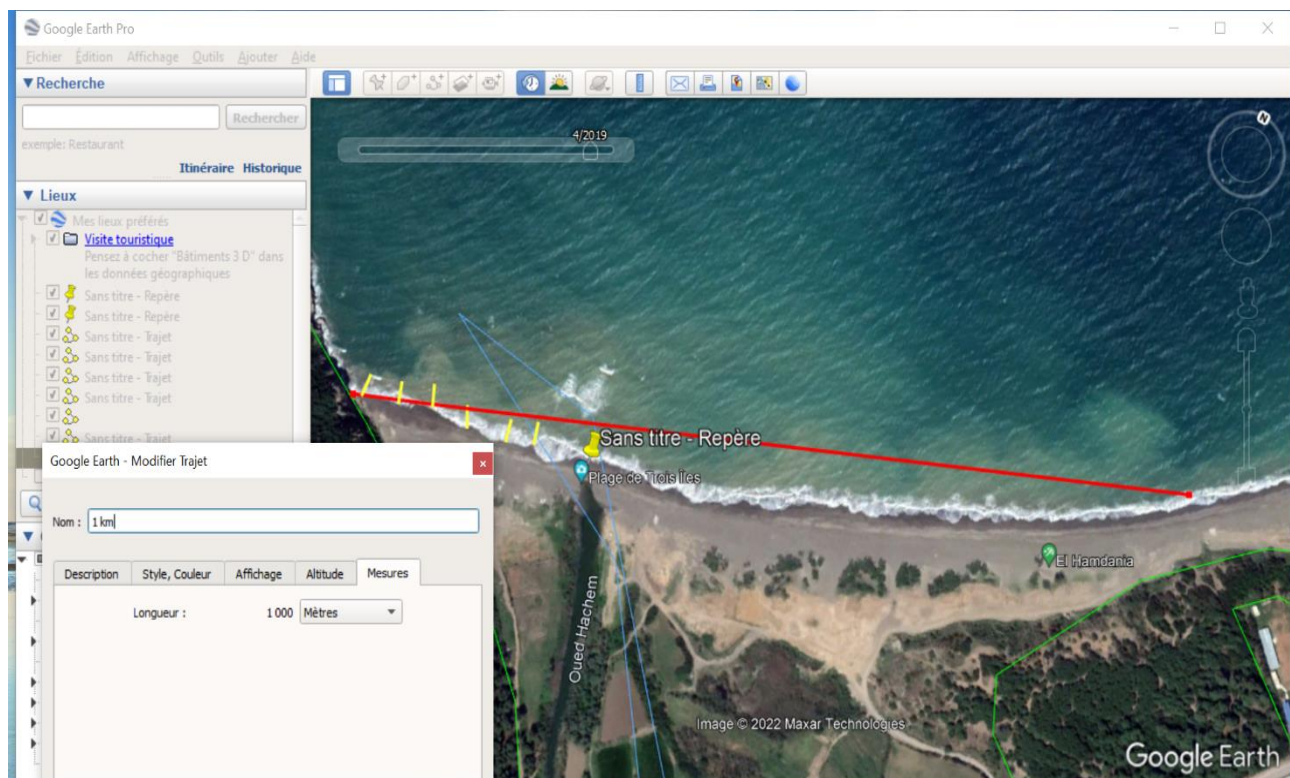 Google Earth Pro
Fichier Édition Affichage Outils Ajouter Aide
Recherche
Rechercher
exemple: Restaurant
Itinéraire Historique
Lieux
Mes lieux préférés
Visite touristique
Pensez à cocher "Bâtiments 3 D" dans
les données géographiques
Sans titre - Repère
Sans titre - Repère
Sans titre - Trajet
Sans titre - Trajet
Sans titre - Trajet
Sans titre - Trajet
Sans titre - Trajet
Google Earth - Modifier Trajet
Nom : 1 km
Description Style, Couleur Affichage Altitude Mesures
Longueur : 1 000 Mètres
4/2019
N
Sans titre - Repère
Plage de Trois Îles
El Hamdania
Oued Hachem
Image © 2022 Maxar Technologies
Google Earth